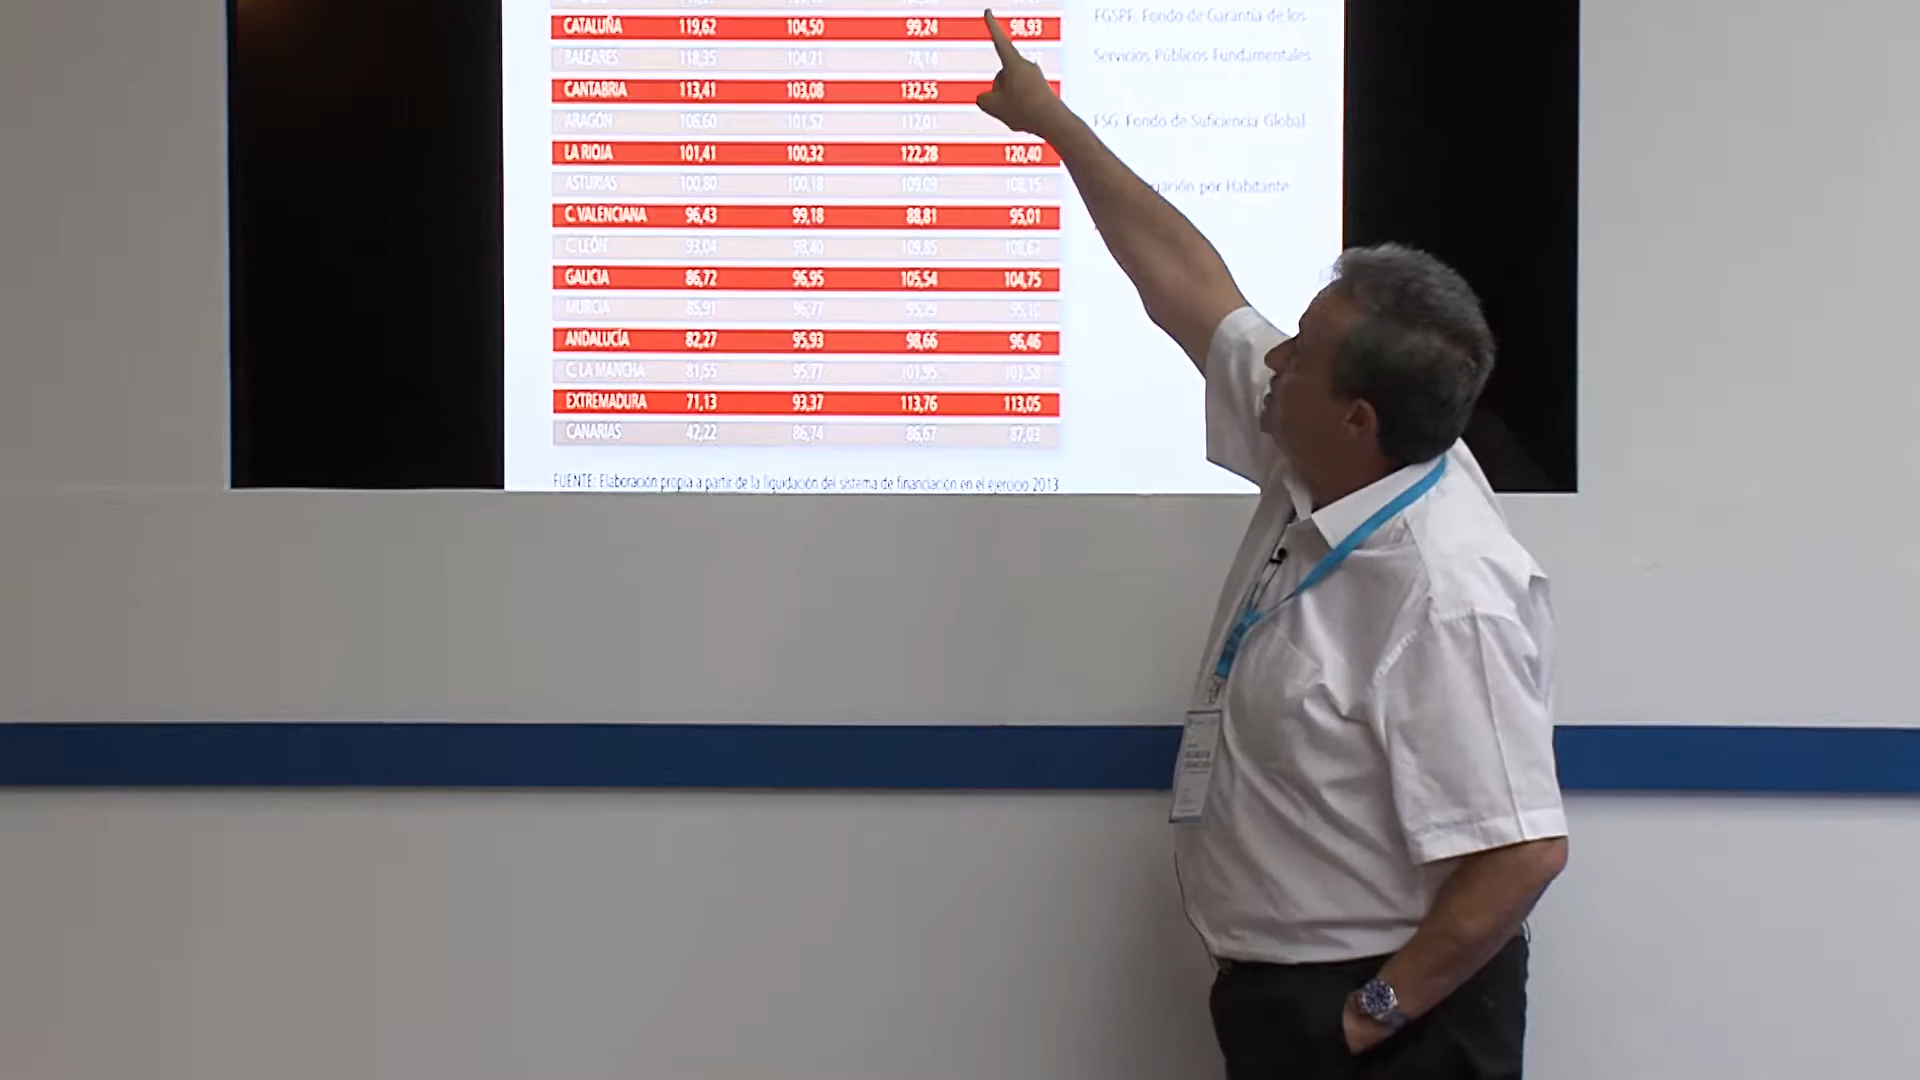 CATALUÑA 119,62 104,50 99,24 98,93
BALEARES 118,35 104,21 78,14
CANTABRIA 113,41 103,08 132,55
ARAGÓN 106,60 101,52 112,01
LA RIOJA 101,41 100,32 122,28 120,40
ASTURIAS 100,80 100,18 109,09 108,15
C. VALENCIANA 96,43 99,18 88,81 95,01
C. LEÓN 93,04 98,40 109,85 108,67
GALICIA 86,72 96,95 105,54 104,75
MURCIA 85,91 96,77 95,10
ANDALUCÍA 82,27 95,93 98,66 96,46
C. LA MANCHA 81,55 95,77 101,95 101,58
EXTREMADURA 71,13 93,37 113,76 113,05
CANARIAS 42,22 86,74 86,67 87,03
FUENTE: Elaboración propia a partir de la liquidación del sistema de financiación en el ejercicio 2013
FGSPF: Fondo de Garantía de los
Servicios Públicos Fundamentales
FSG: Fondo de Suficiencia Global
por Habitante